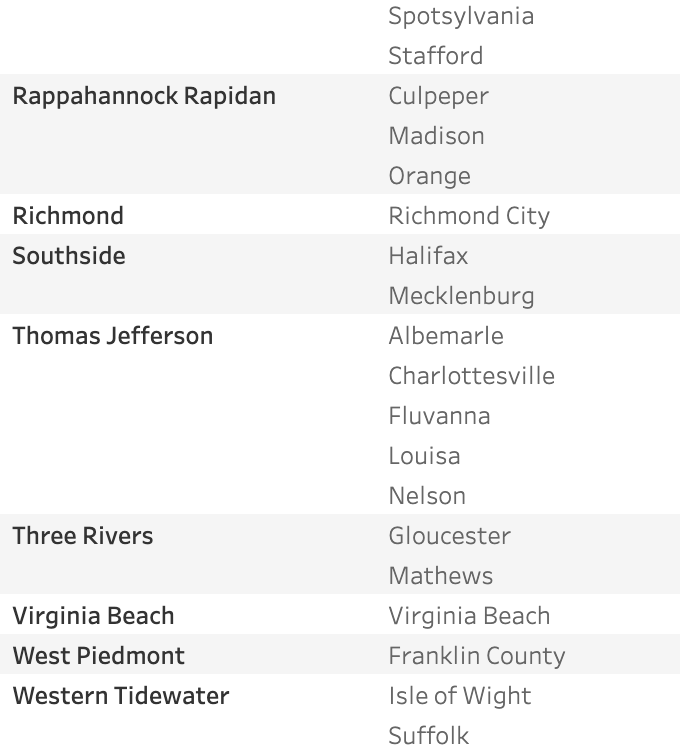 Spotsylvania
Stafford
Rappahannock Rapidan Culpeper
Madison
Orange
Richmond Richmond City
Southside Halifax
Mecklenburg
Thomas Jefferson Albemarle
Charlottesville
Fluvanna
Louisa
Nelson
Three Rivers Gloucester
Mathews
Virginia Beach Virginia Beach
West Piedmont Franklin County
Western Tidewater Isle of Wight
Suffolk